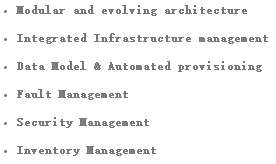 • Modular and evolving architecture
• Integrated Infrastructure management
• Data Model & Automated provisioning
• Fault Management
• Security Management
• Inventory Management